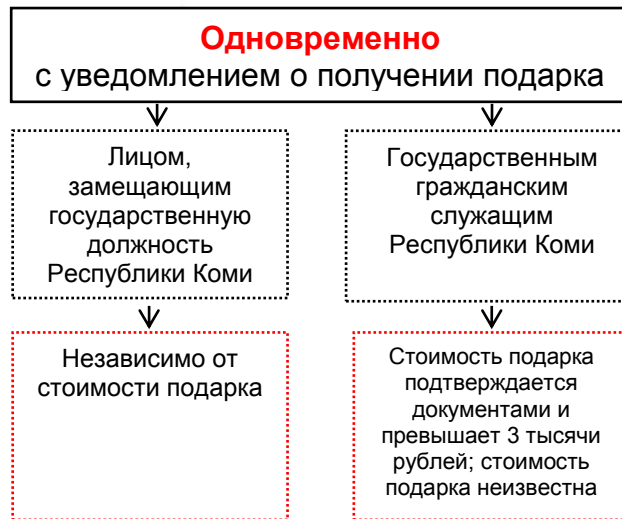 Одновременно
с уведомлением о получении подарка
Лицом,
замещающим
государственную
должность
Республики Коми
Государственным
гражданским
служащим
Республики Коми
Независимо от
стоимости подарка
Стоимость подарка
подтверждается
документами и
превышает 3 тысячи
рублей; стоимость
подарка неизвестна